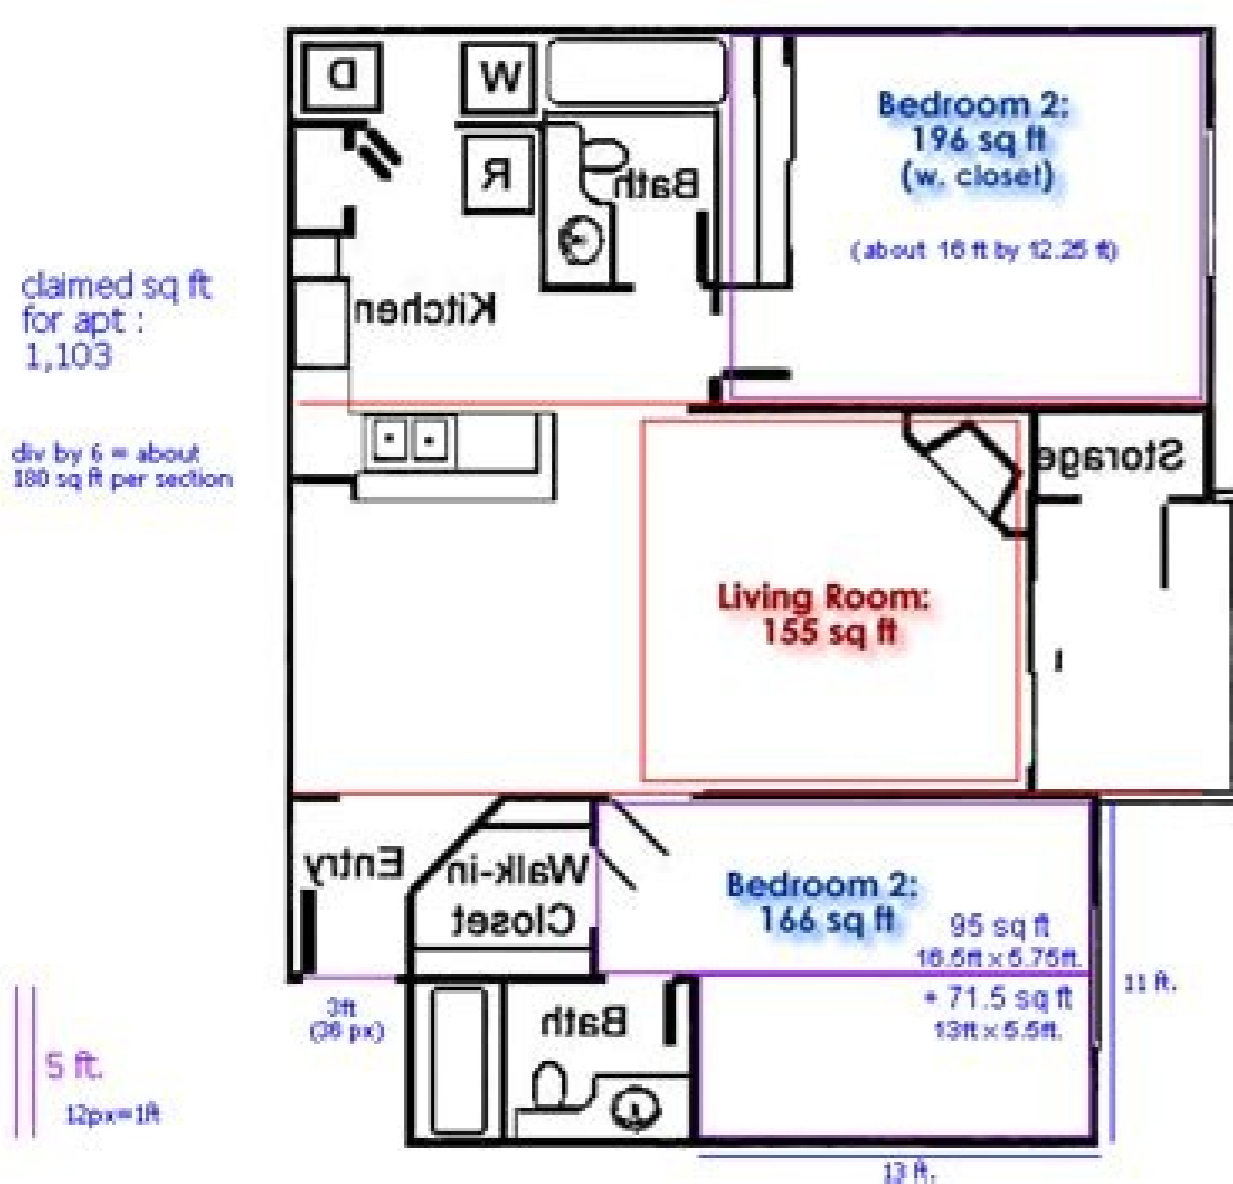 D
W
R
Bath
Bedroom 2:
196 sq ft
(w. closet)
(about 16 ft by 12.25 ft)
claimed sq ft
for apt :
1,103
Kitchen
div by 6 = about
180 sq ft per section
Storage
Living Room:
155 sq ft
Entry
Walk-in
Closet
Bedroom 2:
166 sq ft
95 sq ft
16.5ft x 5.75ft.
+ 71.5 sq ft
13ft x 5.5ft.
11 ft.
3ft
(36 px)
Bath
5 ft.
12px=1ft
13 ft.